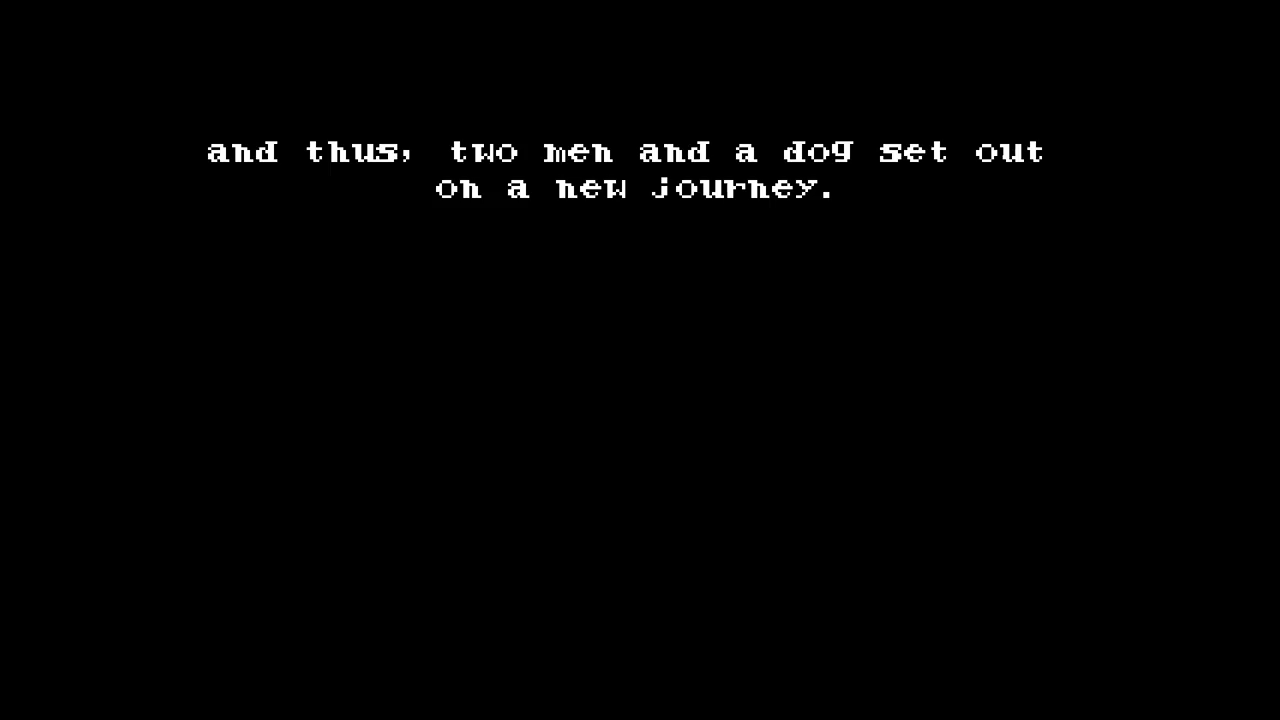 and thus, two men and a dog set out
on a new journey.